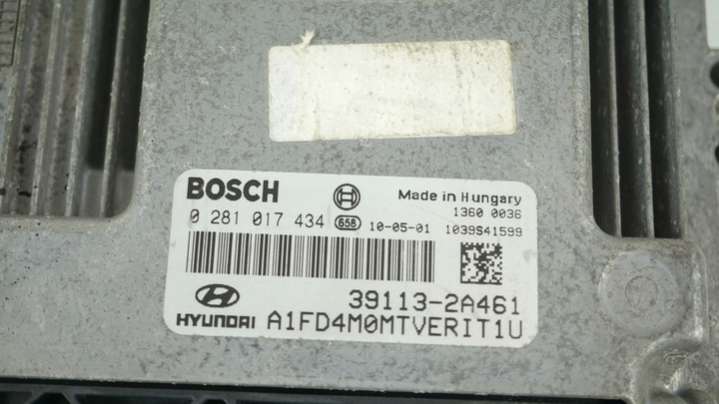 BOSCH
Made in Hungary
1360 0036
0 281 017 434 658 10-05-01 1039S41599
39113-2A461
HYUNDAI A1FD4M0MTVERIT1U